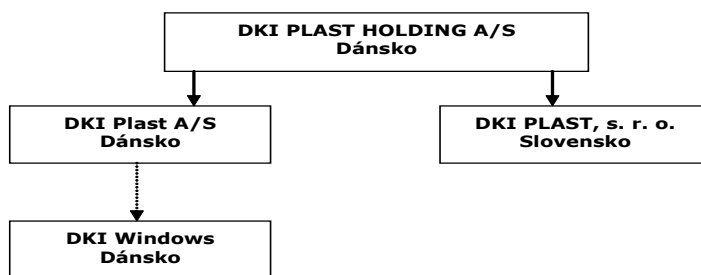 DKI PLAST HOLDING A/S
Dánsko
DKI Plast A/S
Dánsko
DKI PLAST, s. r. o.
Slovensko
DKI Windows
Dánsko